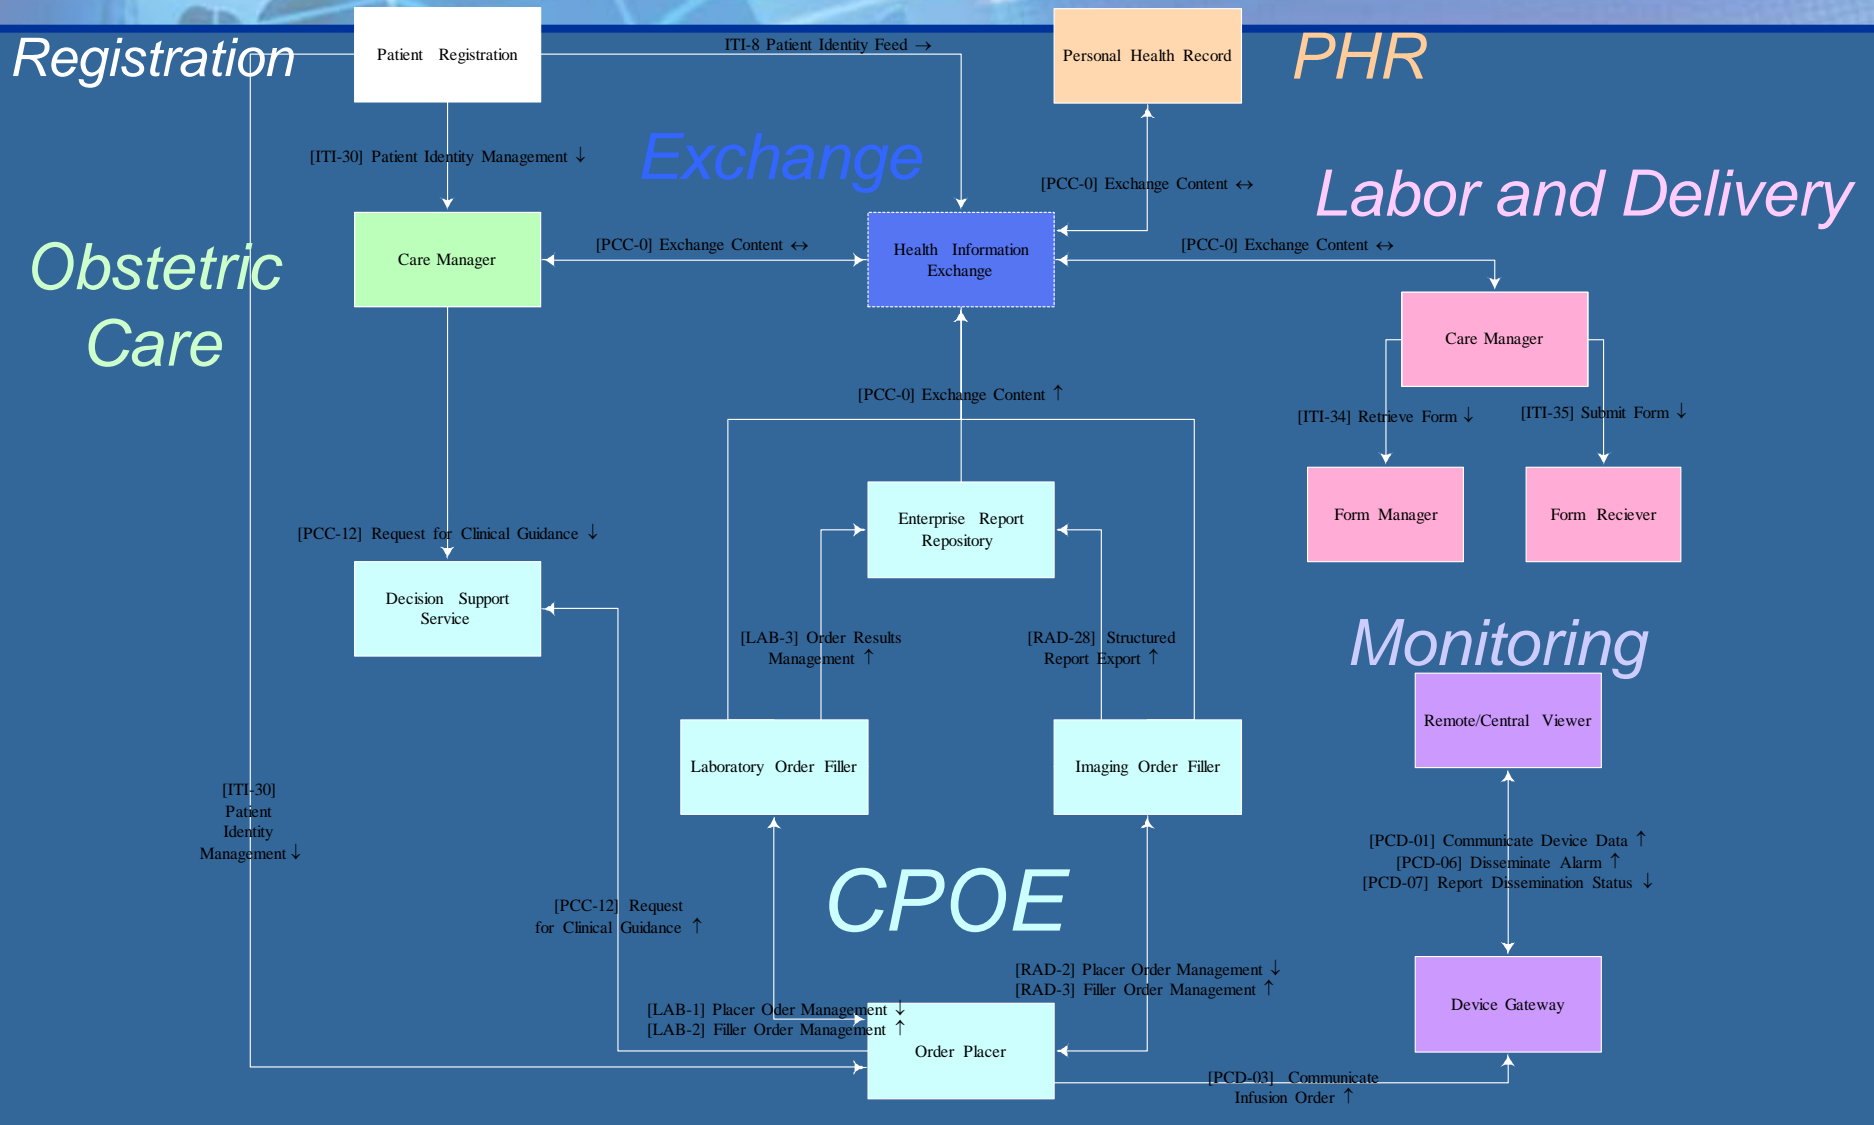 Registration
Patient Registration
ITI-8 Patient Identity Feed →
Personal Health Record
PHR
[ITI-30] Patient Identity Management ↓
Exchange
[PCC-0] Exchange Content ↔
Labor and Delivery
Obstetric
Care
Care Manager
[PCC-0] Exchange Content ↔
Health Information
Exchange
[PCC-0] Exchange Content ↔
Care Manager
[PCC-0] Exchange Content ↑
[ITI-34] Retrieve Form ↓
[ITI-35] Submit Form ↓
Form Manager
Form Reciever
Enterprise Report
Repository
[PCC-12] Request for Clinical Guidance ↓
Decision Support
Service
[LAB-3] Order Results
Management ↑
[RAD-28] Structured
Report Export ↑
Monitoring
Remote/Central Viewer
Laboratory Order Filler
Imaging Order Filler
[ITI-30]
Patient
Identity
Management ↓
[PCD-01] Communicate Device Data ↑
[PCD-06] Disseminate Alarm ↑
[PCD-07] Report Dissemination Status ↓
CPOE
[PCC-12] Request
for Clinical Guidance ↑
[RAD-2] Placer Order Management ↓
[RAD-3] Filler Order Management ↑
[LAB-1] Placer Oder Management ↓
[LAB-2] Filler Order Management ↑
Order Placer
Device Gateway
[PCD-03] Communicate
Infusion Order ↑